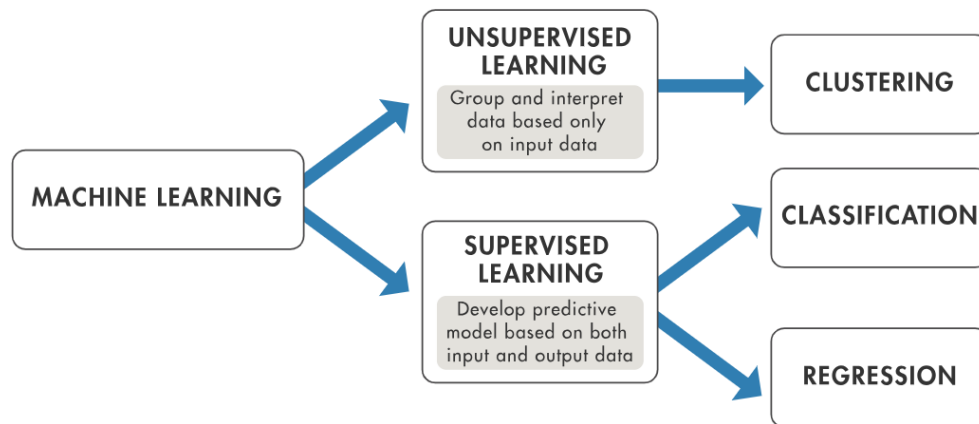 MACHINE LEARNING
UNSUPERVISED
LEARNING
Group and interpret
data based only
on input data
SUPERVISED
LEARNING
Develop predictive
model based on both
input and output data
CLUSTERING
CLASSIFICATION
REGRESSION